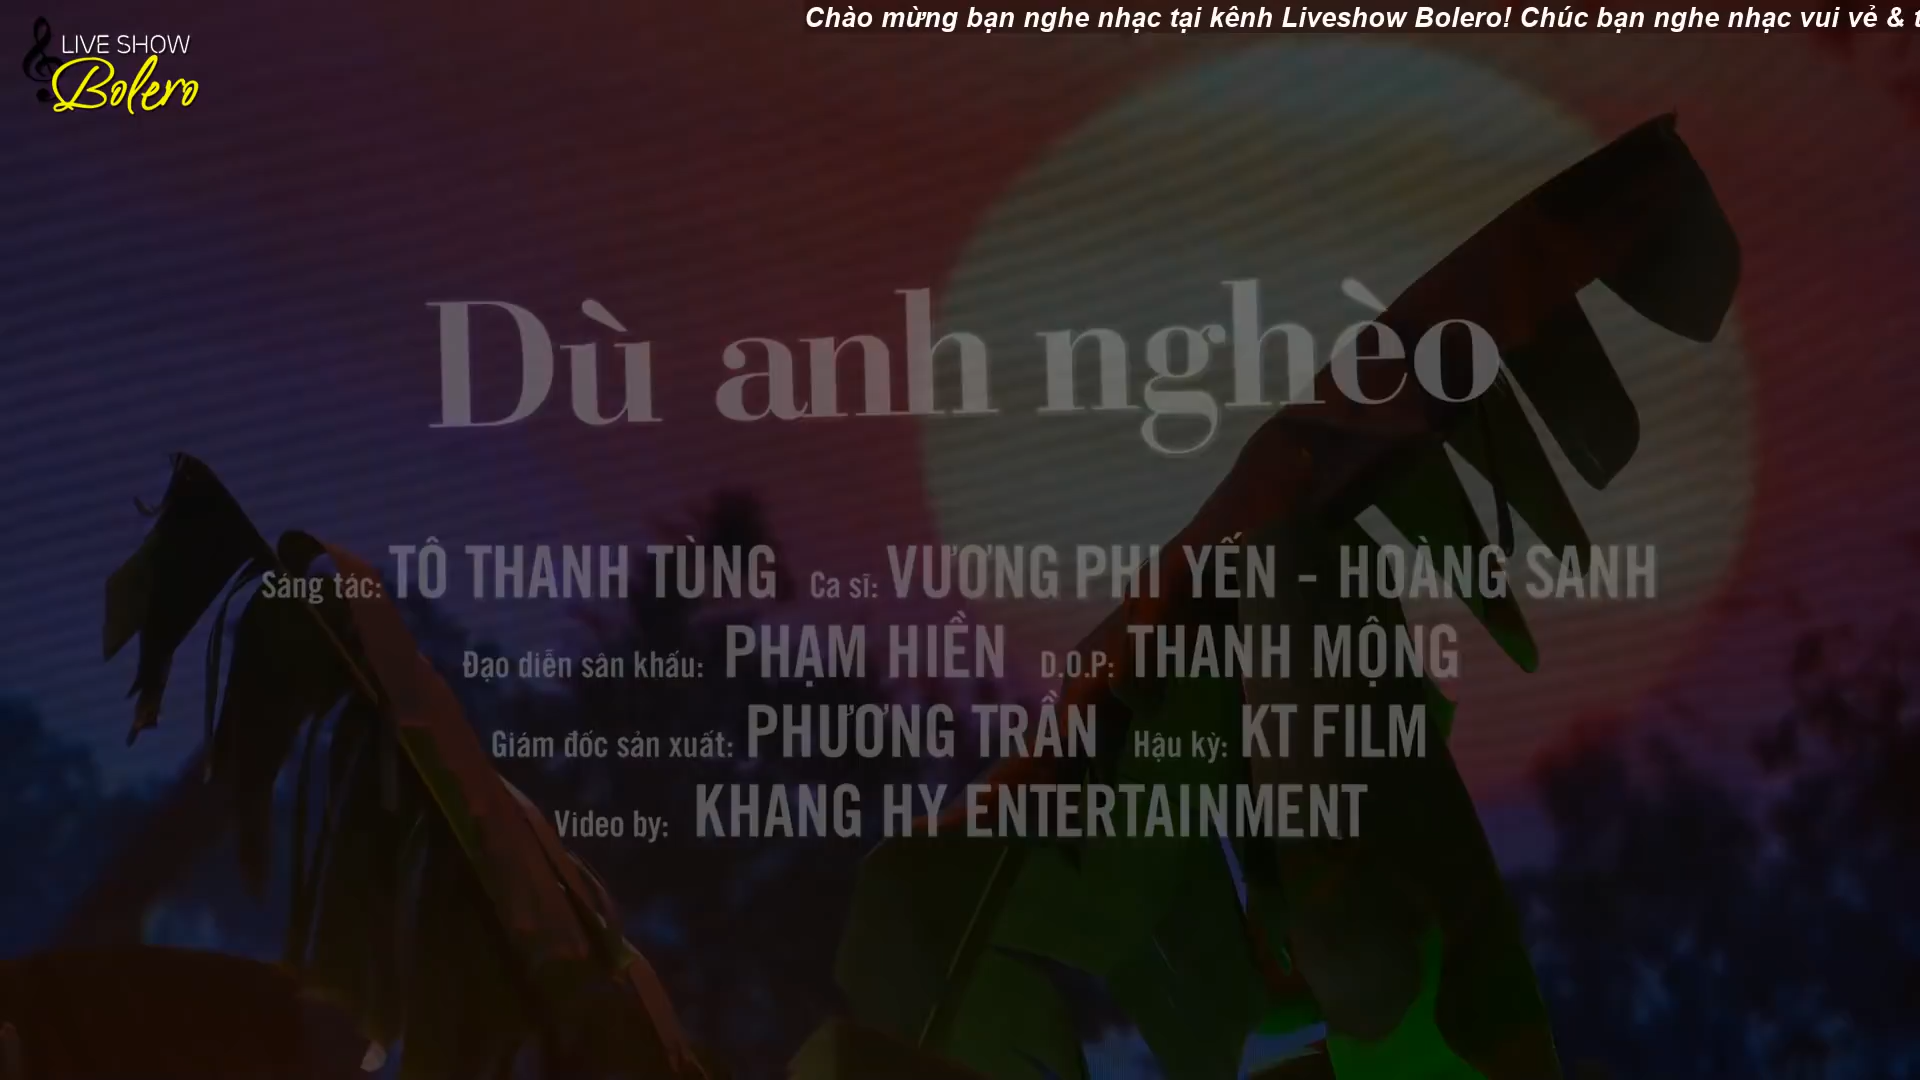 Chào mừng bạn nghe nhạc tại kênh Liveshow Bolero! Chúc bạn nghe nhạc vui vẻ &
LIVE SHOW
Bolero
Dù anh nghèo
Sáng tác: TÔ THANH TÙNG Ca sĩ: VƯƠNG PHI YẾN - HOÀNG SANH
Đạo diễn sân khấu: PHẠM HIỀN D.O.P: THANH MỘNG
Giám đốc sản xuất: PHƯƠNG TRẦN Hậu kỳ: KT FILM
Video by: KHANG HY ENTERTAINMENT